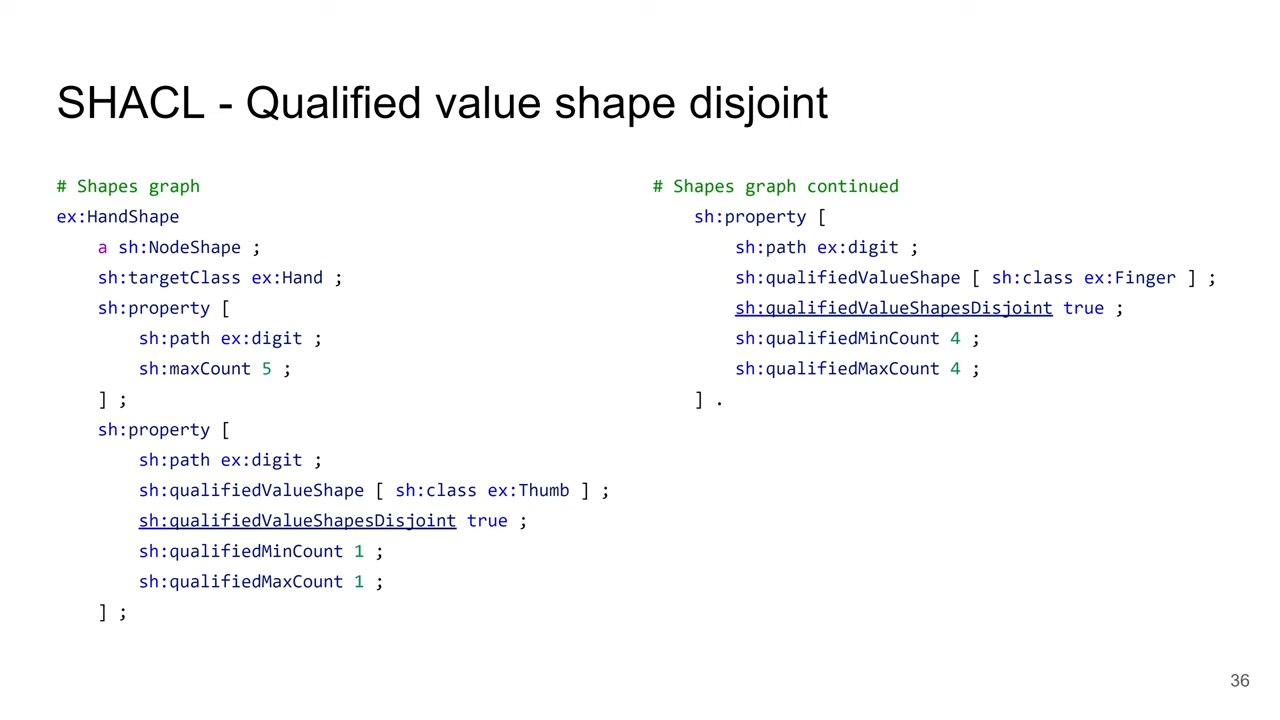 SHACL - Qualified value shape disjoint
# Shapes graph
ex:HandShape
    a sh:NodeShape ;
    sh:targetClass ex:Hand ;
    sh:property [
        sh:path ex:digit ;
        sh:maxCount 5 ;
    ] ;
    sh:property [
        sh:path ex:digit ;
        sh:qualifiedValueShape [ sh:class ex:Thumb ] ;
        sh:qualifiedValueShapesDisjoint true ;
        sh:qualifiedMinCount 1 ;
        sh:qualifiedMaxCount 1 ;
    ] ;
# Shapes graph continued
    sh:property [
        sh:path ex:digit ;
        sh:qualifiedValueShape [ sh:class ex:Finger ] ;
        sh:qualifiedValueShapesDisjoint true ;
        sh:qualifiedMinCount 4 ;
        sh:qualifiedMaxCount 4 ;
    ] .
36